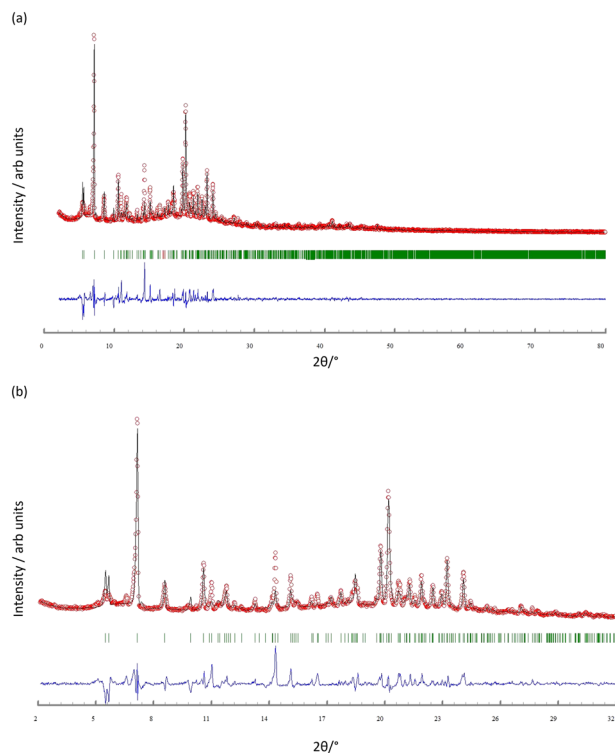 (a)
Intensity / arb units
0 10 20 30 40 50 60 70 80
2θ/°
(b)
Intensity / arb units
2 5 8 11 14 17 20 23 26 29 32
2θ/°